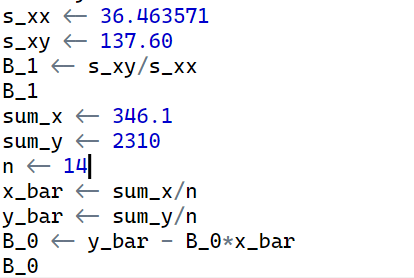 s_xx <- 36.463571
s_xy <- 137.60
B_1 <- s_xy/s_xx
B_1
sum_x <- 346.1
sum_y <- 2310
n <- 14
x_bar <- sum_x/n
y_bar <- sum_y/n
B_0 <- y_bar - B_0*x_bar
B_0